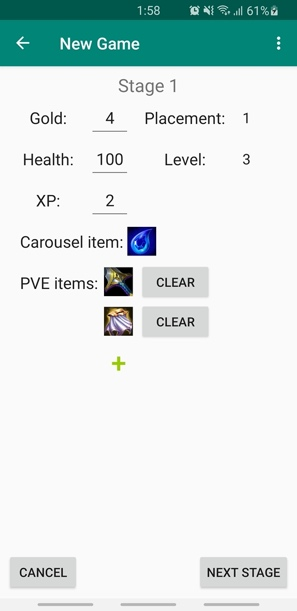 1:58 61%
New Game
Stage 1
Gold: 4 Placement: 1
Health: 100 Level: 3
XP: 2
Carousel item:
PVE items: CLEAR
CLEAR
+
CANCEL NEXT STAGE